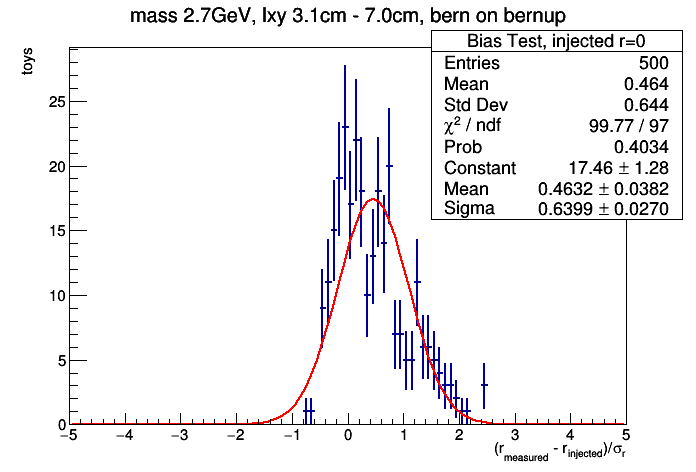 mass 2.7GeV, lxy 3.1cm - 7.0cm, bern on bernup
Bias Test, injected r=0
Entries 500
Mean 0.464
Std Dev 0.644
χ² / ndf 99.77 / 97
Prob 0.4034
Constant 17.46 ± 1.28
Mean 0.4632 ± 0.0382
Sigma 0.6399 ± 0.0270
toys
25
20
15
10
5
0
−5 −4 −3 −2 −1 0 1 2 3 4 5
(r_measured - r_injected)/σ_r